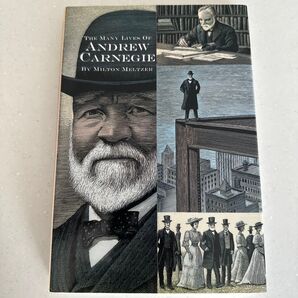 THE MANY LIVES OF
ANDREW
CARNEGIE
BY MILTON MELTZER